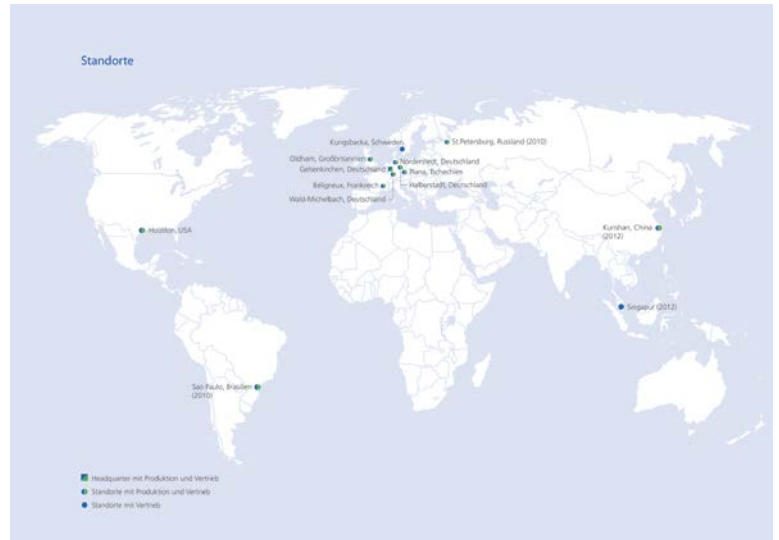 Standorte
Kungsbacka, Schweden
St.Petersburg, Russland (2010)
Oldham, Großbritannien
Norderstedt, Deutschland
Gelsenkirchen, Deutschland
Plana, Tschechien
Beligneux, Frankreich
Halberstadt, Deutschland
Wald-Michelbach, Deutschland
Houston, USA
Kunshan, China
(2012)
Singapur (2012)
Sao Paulo, Brasilien
(2010)
Headquarter mit Produktion und Vertrieb
Standorte mit Produktion und Vertrieb
Standorte mit Vertrieb